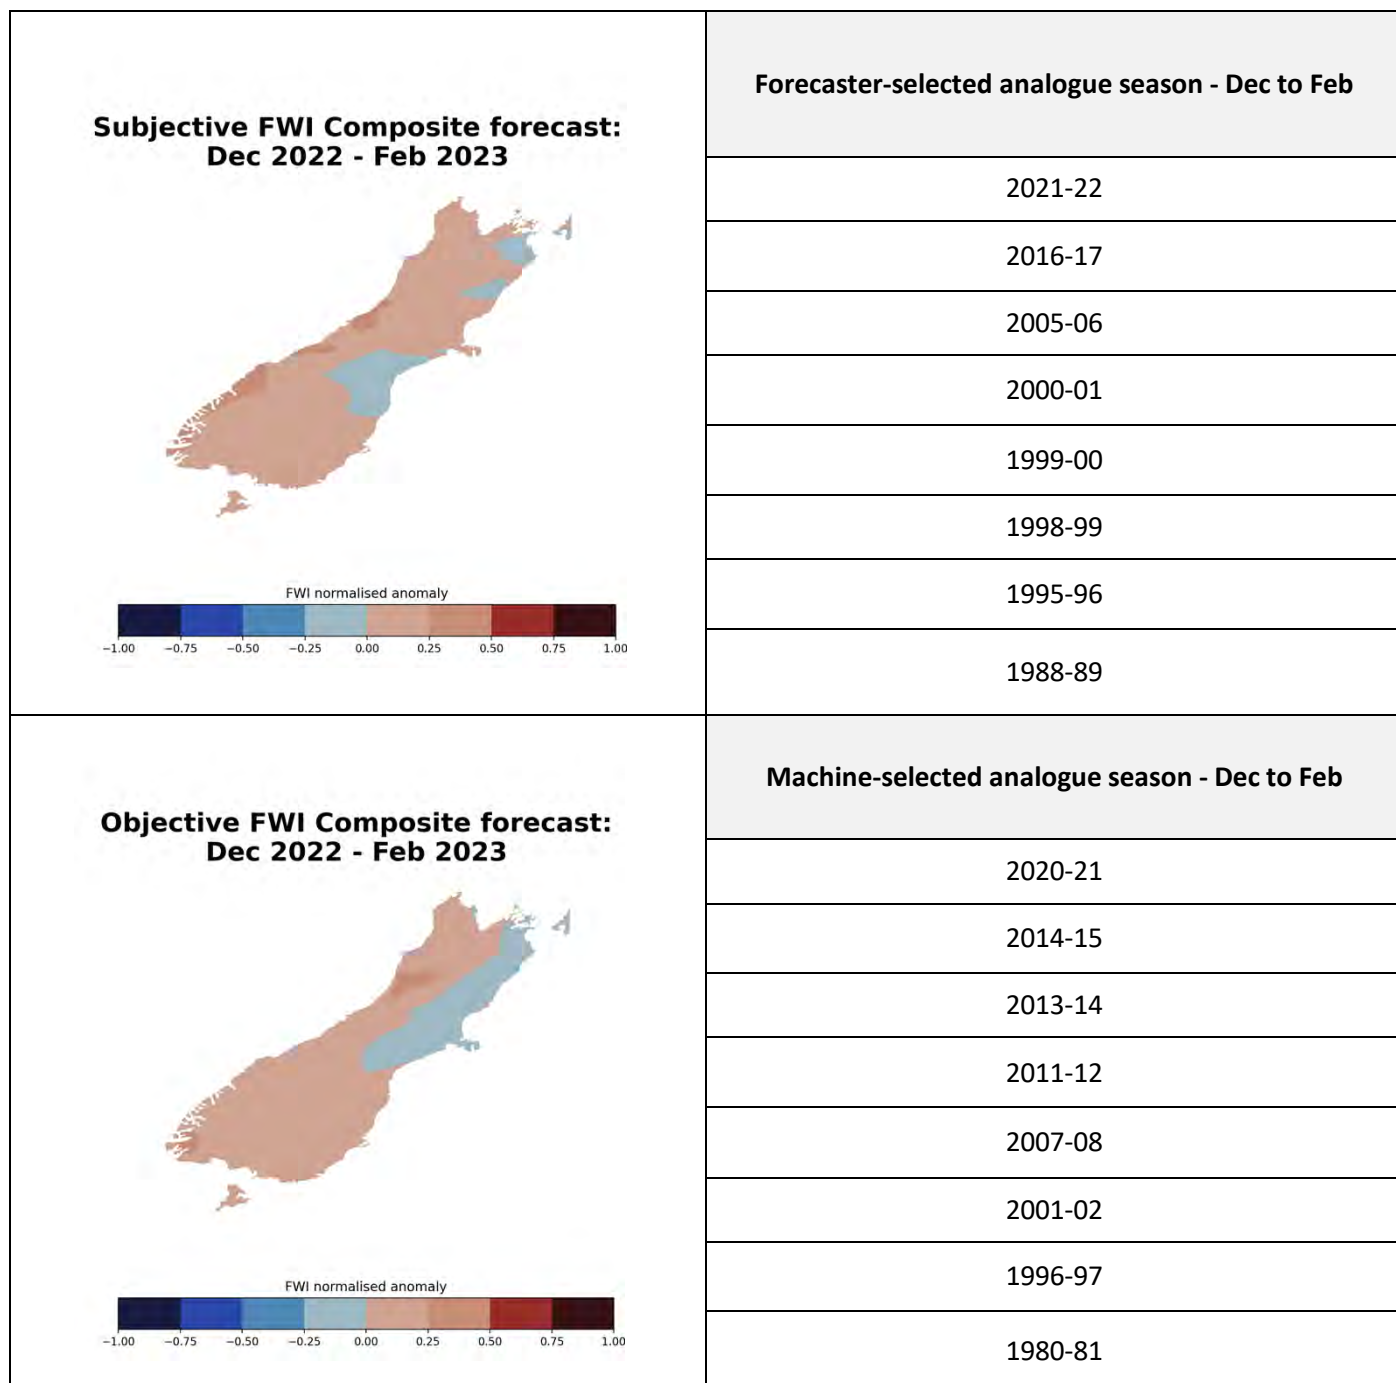 Subjective FWI Composite forecast:
Dec 2022 - Feb 2023
FWI normalised anomaly
−1.00 −0.75 −0.50 −0.25 0.00 0.25 0.50 0.75 1.00
Forecaster-selected analogue season - Dec to Feb
2021-22
2016-17
2005-06
2000-01
1999-00
1998-99
1995-96
1988-89
Objective FWI Composite forecast:
Dec 2022 - Feb 2023
FWI normalised anomaly
−1.00 −0.75 −0.50 −0.25 0.00 0.25 0.50 0.75 1.00
Machine-selected analogue season - Dec to Feb
2020-21
2014-15
2013-14
2011-12
2007-08
2001-02
1996-97
1980-81